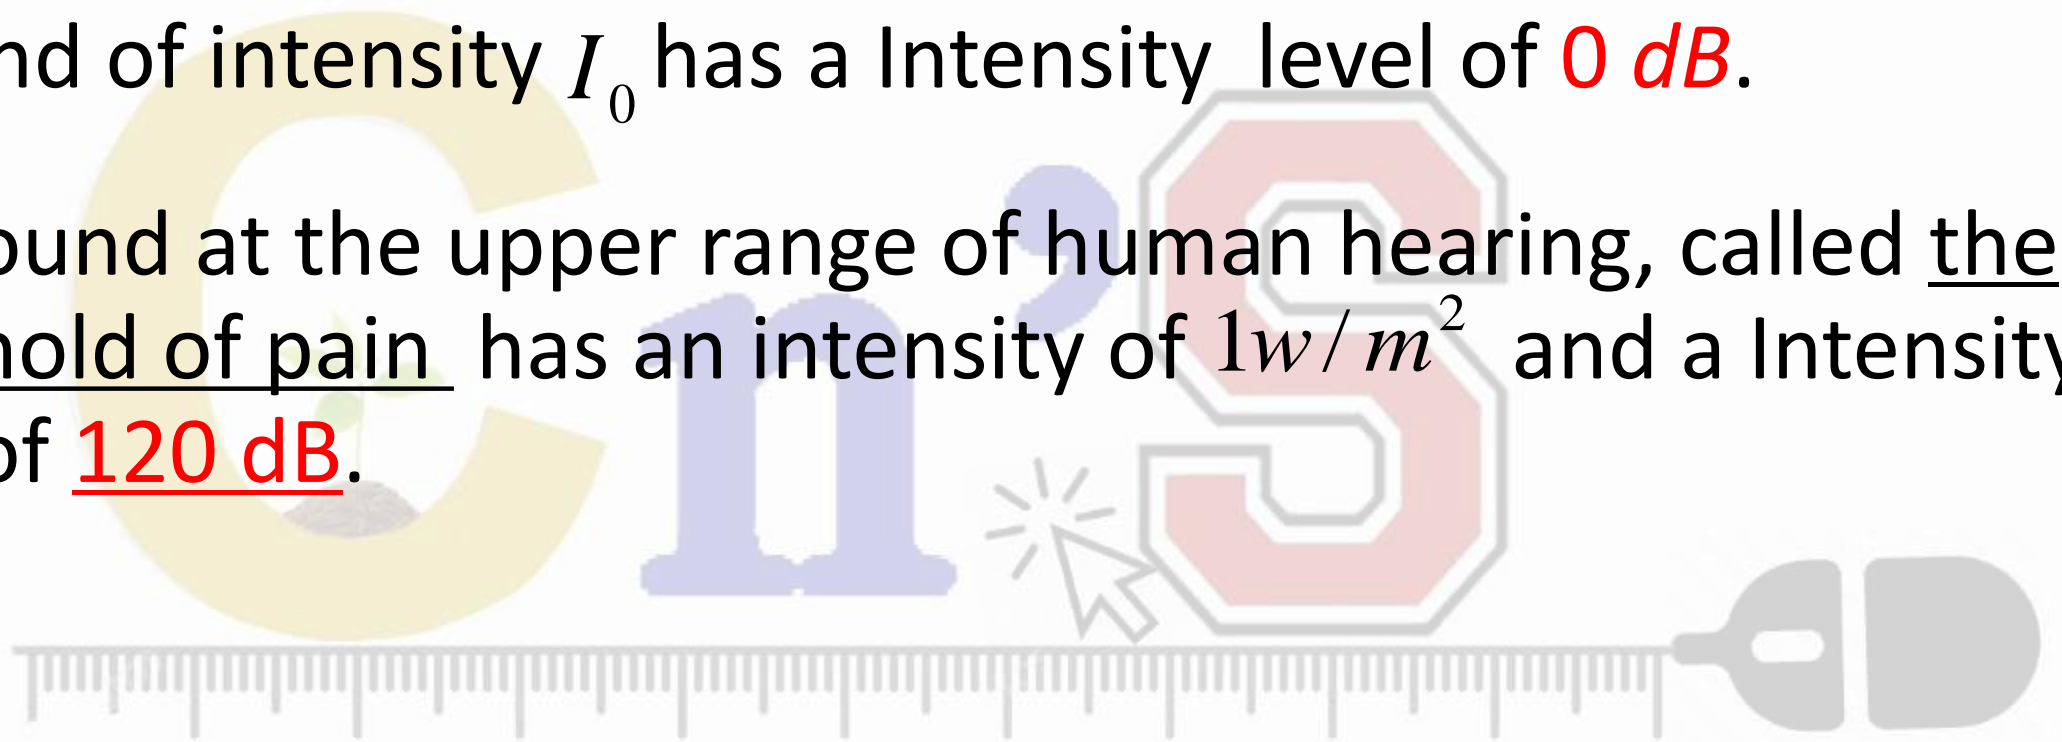 nd of intensity I₀ has a Intensity level of 0 dB.
ound at the upper range of human hearing, called the
hold of pain has an intensity of 1w/m² and a Intensity
of 120 dB.
Cn'S